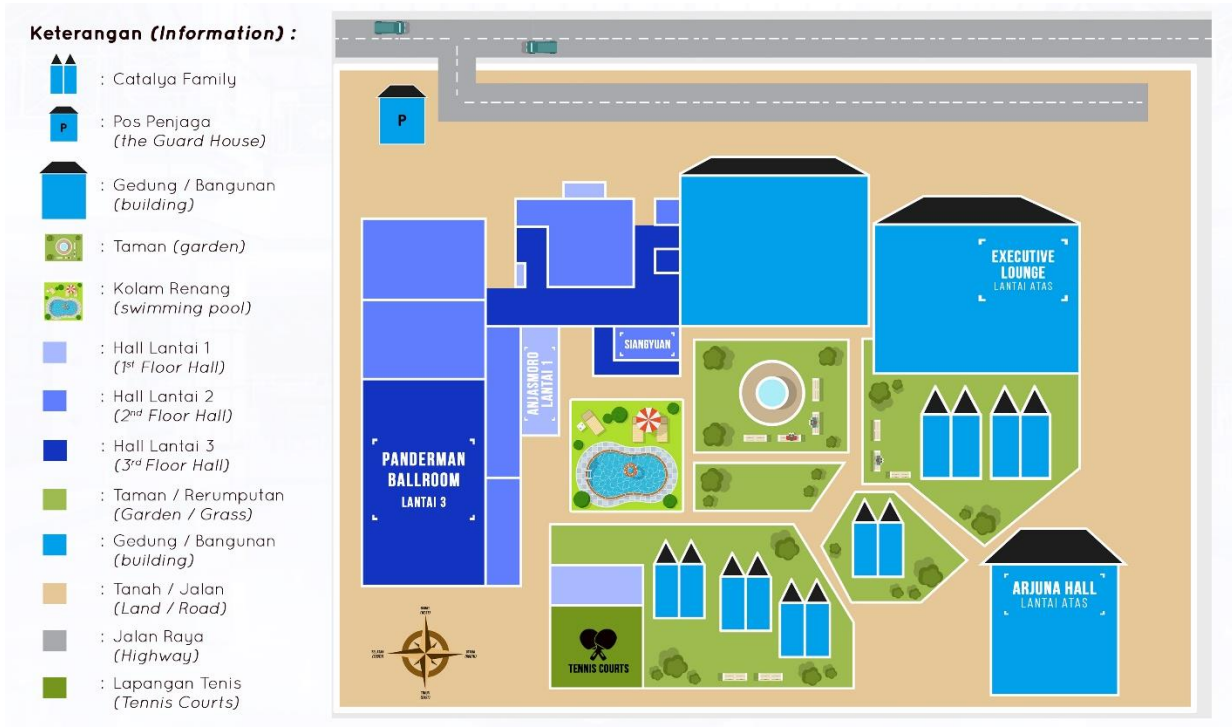 Keterangan (Information) :
: Catalya Family
: Pos Penjaga
(the Guard House)
: Gedung / Bangunan
(building)
: Taman (garden)
: Kolam Renang
(swimming pool)
: Hall Lantai 1
(1st Floor Hall)
: Hall Lantai 2
(2nd Floor Hall)
: Hall Lantai 3
(3rd Floor Hall)
: Taman / Rerumputan
(Garden / Grass)
: Gedung / Bangunan
(building)
: Tanah / Jalan
(Land / Road)
: Jalan Raya
(Highway)
: Lapangan Tenis
(Tennis Courts)
P
P
EXECUTIVE
LOUNGE
LANTAI ATAS
SIANGYUAN
ANJASMORO
LANTAI 1
PANDERMAN
BALLROOM
LANTAI 3
ARJUNA HALL
LANTAI ATAS
TENNIS COURTS